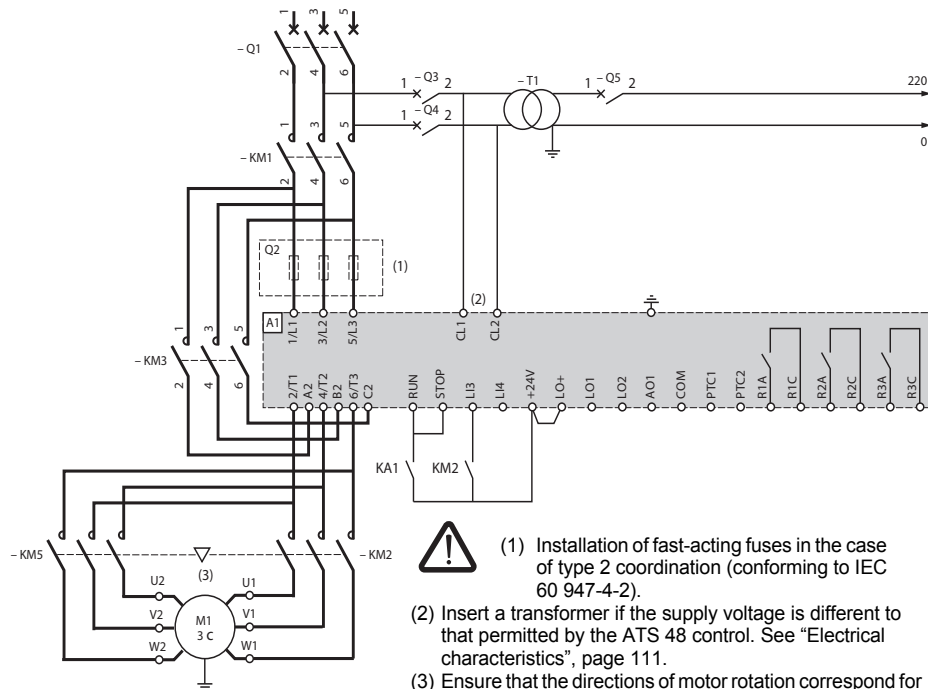 1 3 5
– Q1
2 4 6
1 – Q3 2
– T1
1 – Q5 2
220
1 – Q4 2
0
1 3 5
– KM1
2 4 6
Q2
(1)
(2)
A1
1/L1 3/L2 5/L3 CL1 CL2
1 3 5
– KM3
2 4 6
2/T1 A2 4/T2 B2 6/T3 C2 RUN STOP LI3 LI4 +24V LO+ LO1 LO2 AO1 COM PTC1 PTC2 R1A R1C R2A R2C R3A R3C
KA1 KM2
– KM5
(3)
– KM2
U2 U1
V2 M1 V1
3 C
W2 W1
(1) Installation of fast-acting fuses in the case
of type 2 coordination (conforming to IEC
60 947-4-2).
(2) Insert a transformer if the supply voltage is different to
that permitted by the ATS 48 control. See “Electrical
characteristics”, page 111.
(3) Ensure that the directions of motor rotation correspond for